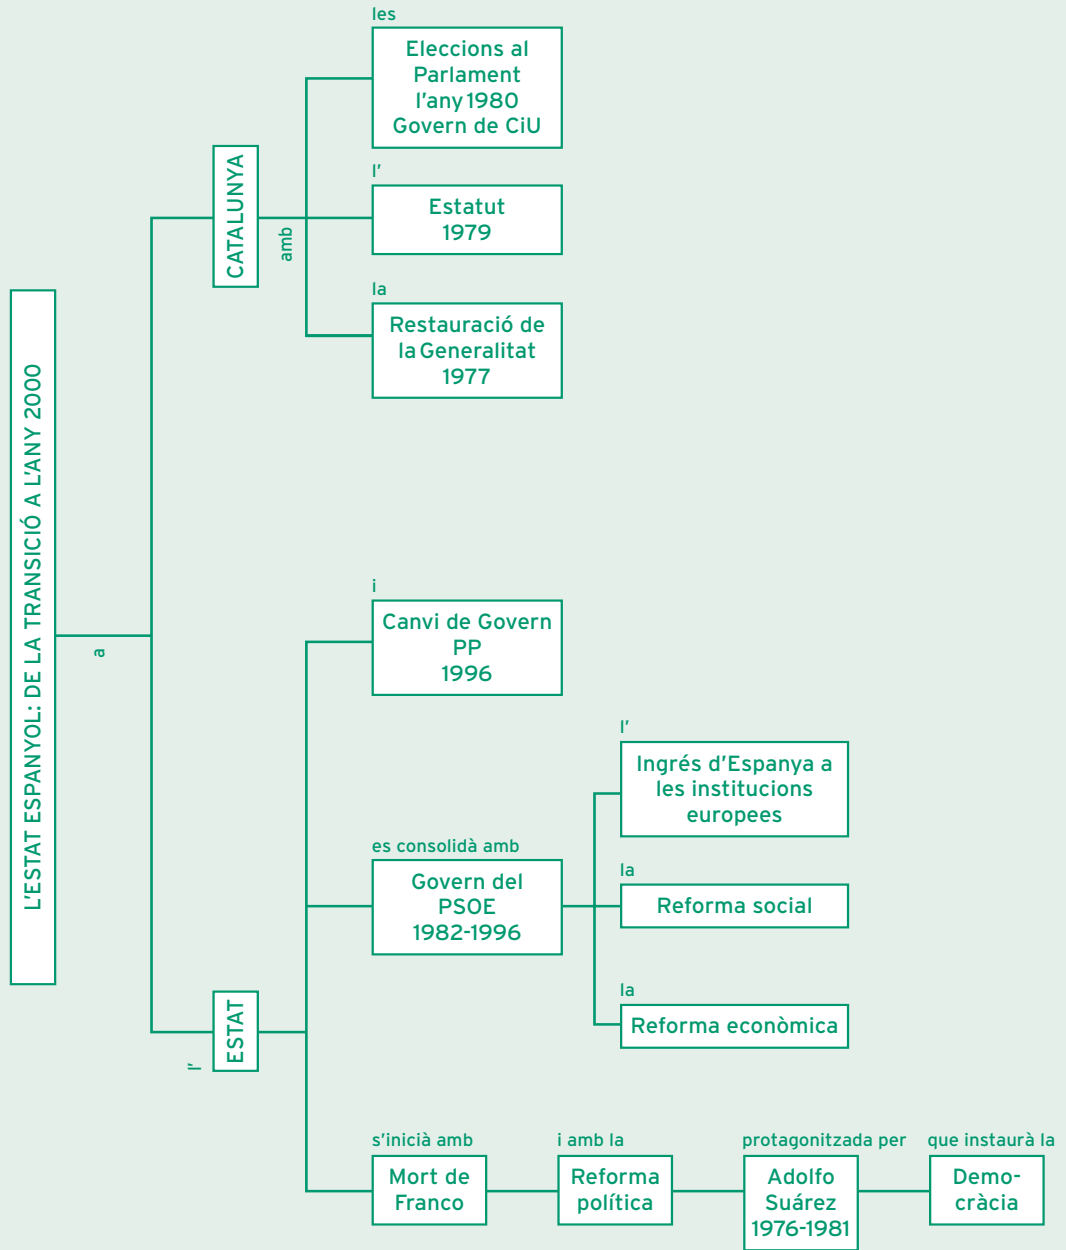 L'ESTAT ESPANYOL: DE LA TRANSICIÓ A L'ANY 2000
a
CATALUNYA
amb
les
Eleccions al
Parlament
l'any 1980
Govern de CiU
l'
Estatut
1979
la
Restauració de
la Generalitat
1977
l'
ESTAT
i
Canvi de Govern
PP
1996
es consolidà amb
Govern del
PSOE
1982-1996
l'
Ingrés d'Espanya a
les institucions
europees
la
Reforma social
la
Reforma econòmica
s'inicià amb
Mort de
Franco
i amb la
Reforma
política
protagonitzada per
Adolfo
Suárez
1976-1981
que instaurà la
Demo-
cràcia